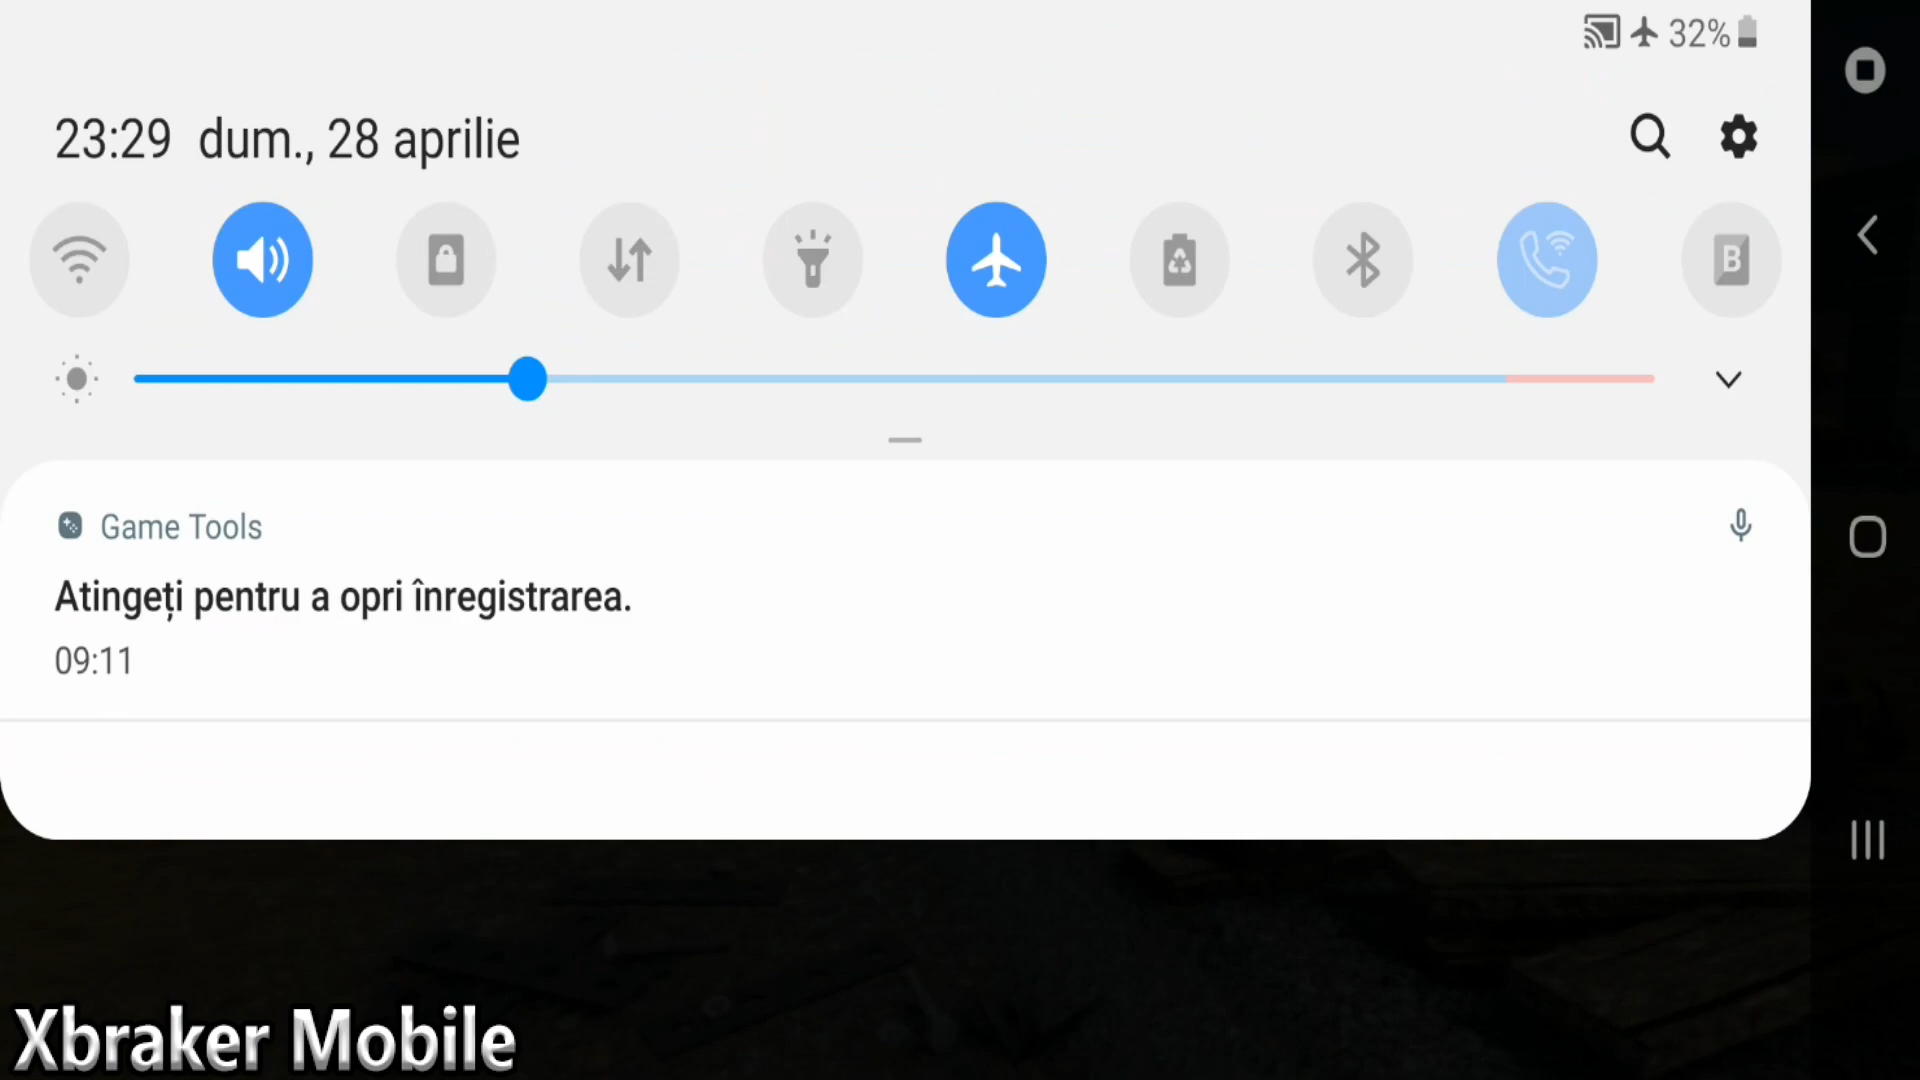 32%
23:29 dum., 28 aprilie
B
Game Tools
Atingeți pentru a opri înregistrarea.
09:11
Xbraker Mobile